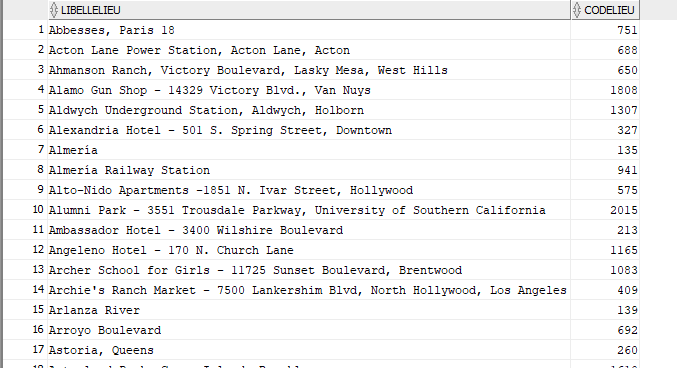 LIBELLELIEU CODELIEU
1 Abbesses, Paris 18 751
2 Acton Lane Power Station, Acton Lane, Acton 688
3 Ahmanson Ranch, Victory Boulevard, Lasky Mesa, West Hills 650
4 Alamo Gun Shop - 14329 Victory Blvd., Van Nuys 1808
5 Aldwych Underground Station, Aldwych, Holborn 1307
6 Alexandria Hotel - 501 S. Spring Street, Downtown 327
7 Almería 135
8 Almería Railway Station 941
9 Alto-Nido Apartments -1851 N. Ivar Street, Hollywood 575
10 Alumni Park - 3551 Trousdale Parkway, University of Southern California 2015
11 Ambassador Hotel - 3400 Wilshire Boulevard 213
12 Angeleno Hotel - 170 N. Church Lane 1165
13 Archer School for Girls - 11725 Sunset Boulevard, Brentwood 1083
14 Archie's Ranch Market - 7500 Lankershim Blvd, North Hollywood, Los Angeles 409
15 Arlanza River 139
16 Arroyo Boulevard 692
17 Astoria, Queens 260